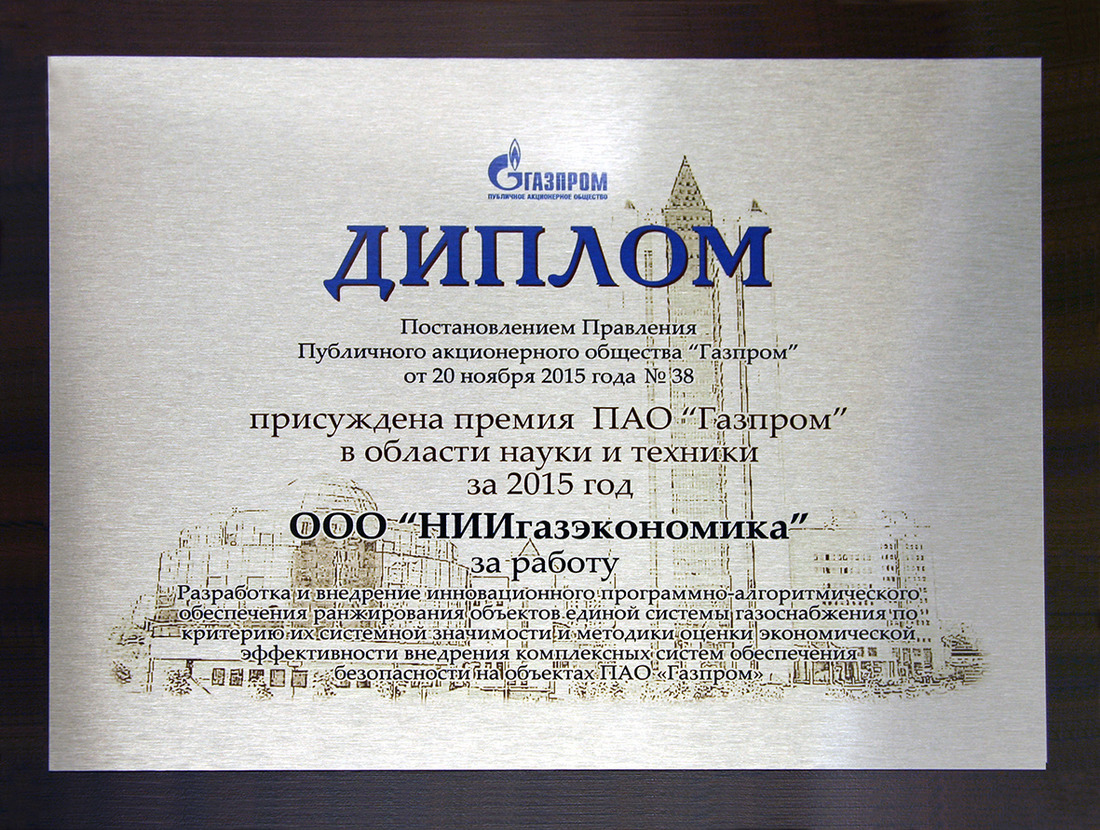 ГАЗПРОМ
ПУБЛИЧНОЕ АКЦИОНЕРНОЕ ОБЩЕСТВО
ДИПЛОМ
Постановлением Правления
Публичного акционерного общества “Газпром”
от 20 ноября 2015 года № 38
присуждена премия ПАО “Газпром”
в области науки и техники
за 2015 год
ООО “НИИгазэкономика”
за работу
Разработка и внедрение инновационного программно-алгоритмического
обеспечения ранжирования объектов единой системы газоснабжения по
критерию их системной значимости и методики оценки экономической
эффективности внедрения комплексных систем обеспечения
безопасности на объектах ПАО «Газпром»